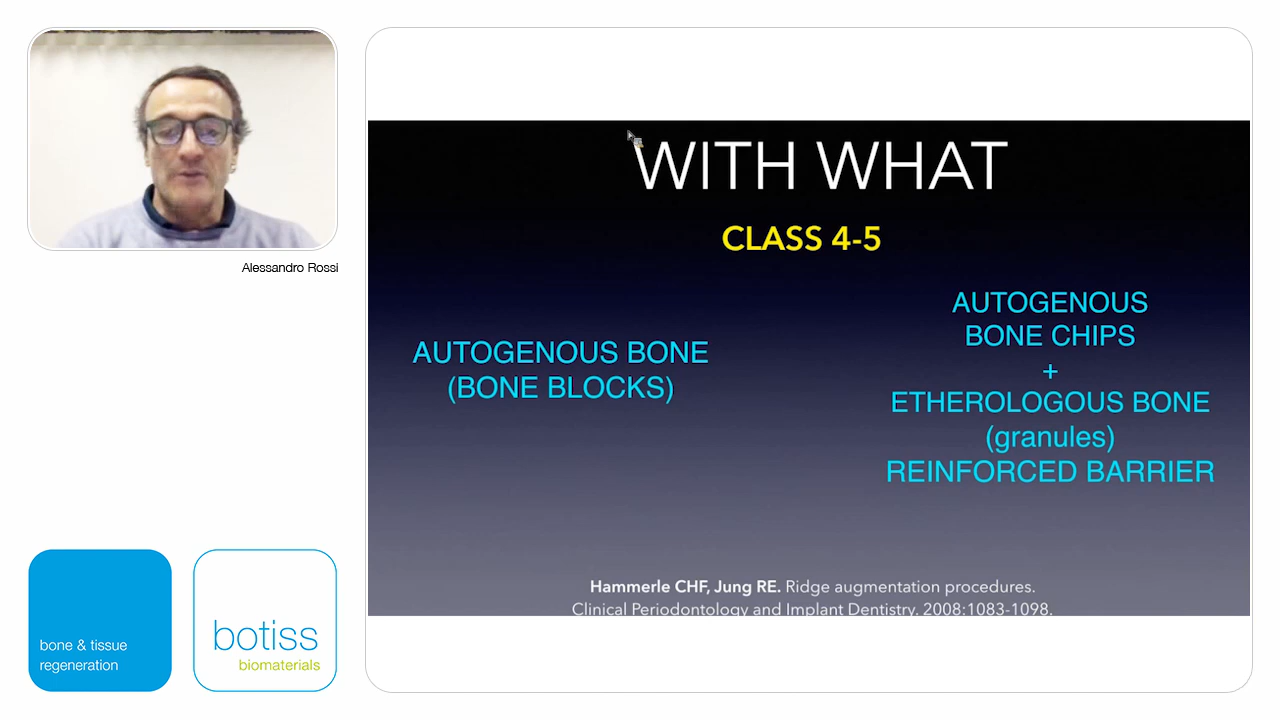 Alessandro Rossi
WITH WHAT
CLASS 4-5
AUTOGENOUS BONE
(BONE BLOCKS)
AUTOGENOUS
BONE CHIPS
+
ETHEROLOGOUS BONE
(granules)
REINFORCED BARRIER
Hammerle CHF, Jung RE. Ridge augmentation procedures.
Clinical Periodontology and Implant Dentistry. 2008:1083-1098.
bone & tissue
regeneration
botiss
biomaterials